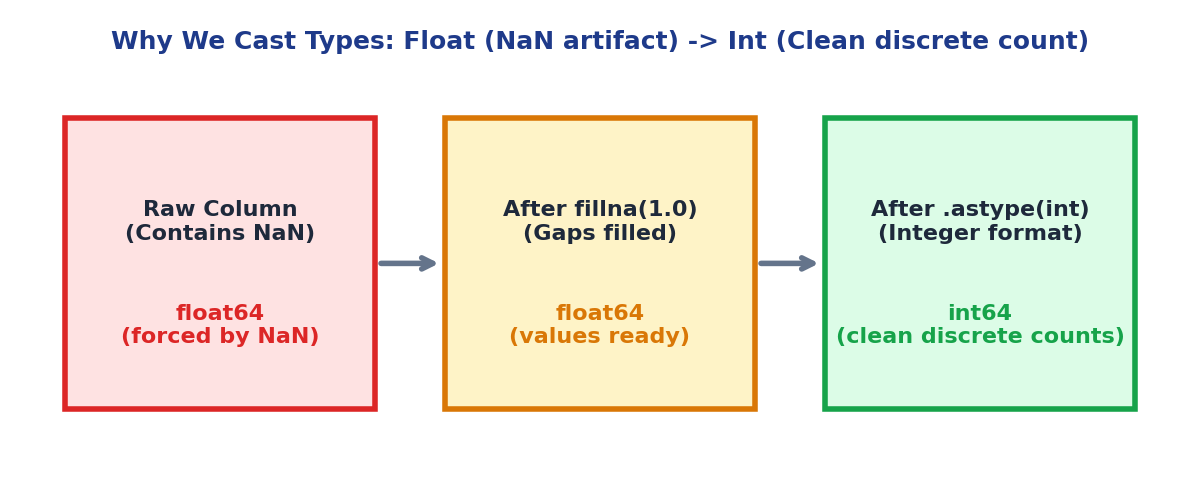 Why We Cast Types: Float (NaN artifact) -> Int (Clean discrete count)
Raw Column
(Contains NaN)
float64
(forced by NaN)
After fillna(1.0)
(Gaps filled)
float64
(values ready)
After .astype(int)
(Integer format)
int64
(clean discrete counts)